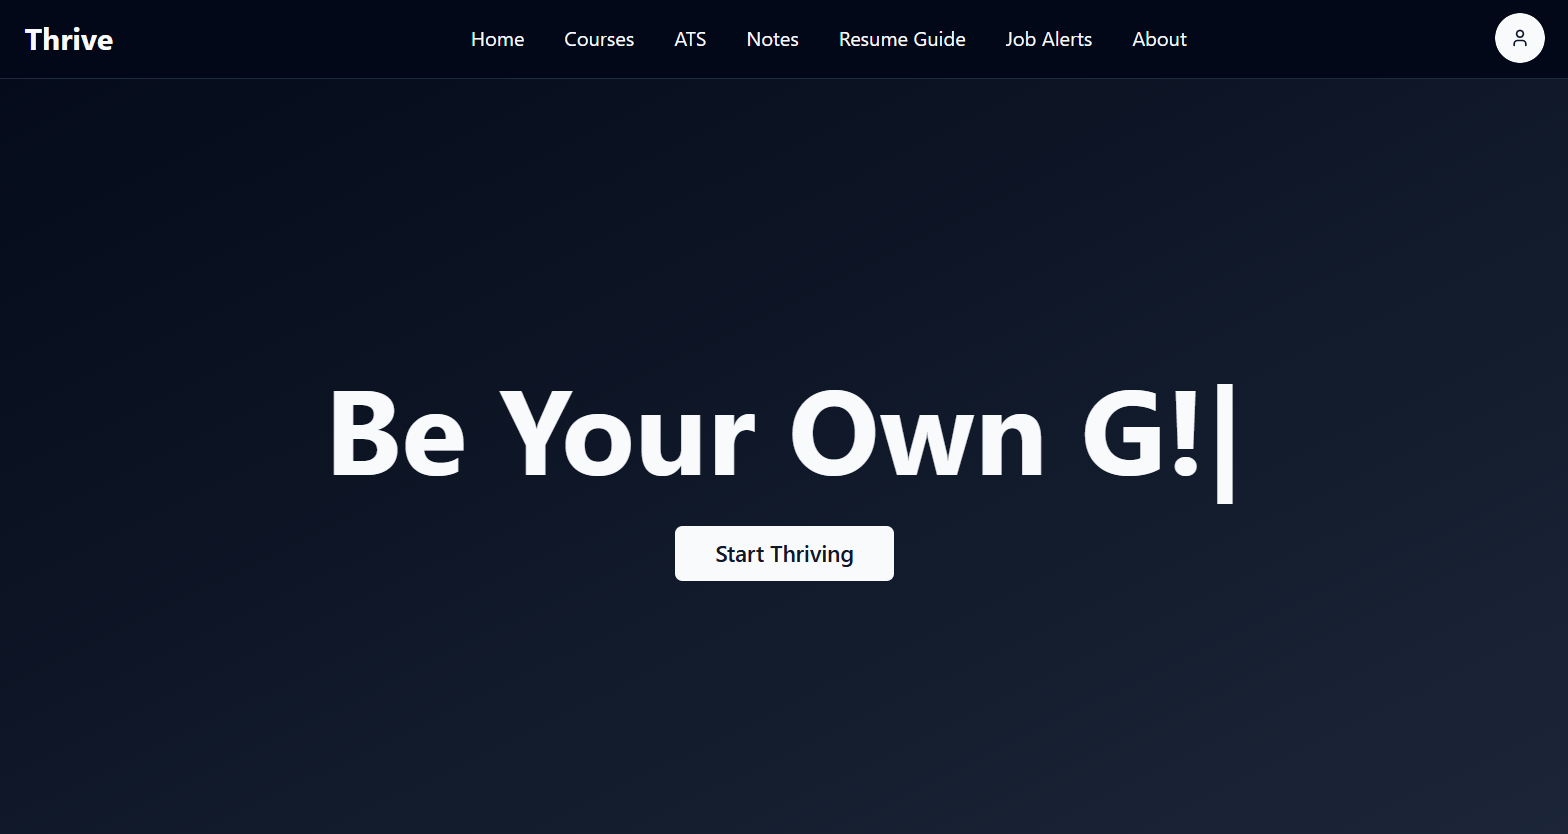 Thrive
Home Courses ATS Notes Resume Guide Job Alerts About
Be Your Own G!|
Start Thriving